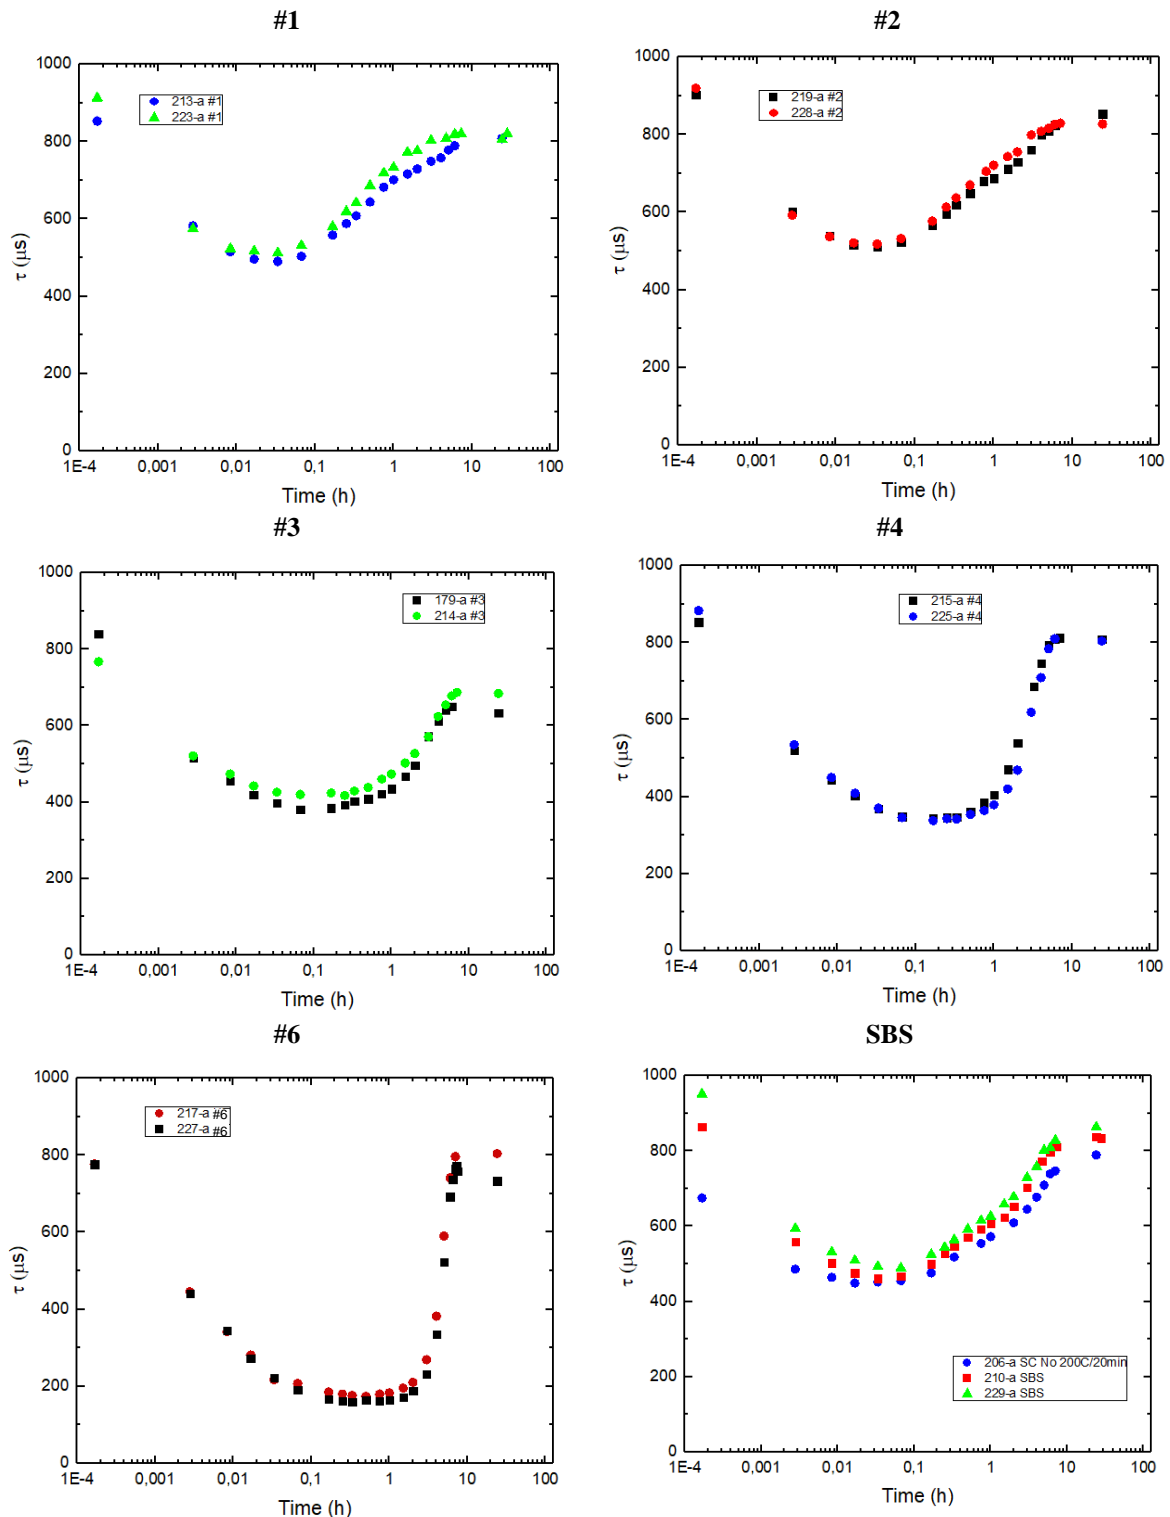 #1
1000
800
600
400
200
0
τ (µs)
213-a #1
223-a #1
1E-4 0,001 0,01 0,1 1 10 100
Time (h)
#2
1000
800
600
400
200
0
τ (µs)
219-a #2
228-a #2
1E-4 0,001 0,01 0,1 1 10 100
Time (h)
#3
1000
800
600
400
200
0
τ (µs)
179-a #3
214-a #3
1E-4 0,001 0,01 0,1 1 10 100
Time (h)
#4
1000
800
600
400
200
0
τ (µs)
215-a #4
225-a #4
1E-4 0,001 0,01 0,1 1 10 100
Time (h)
#6
1000
800
600
400
200
0
τ (µs)
217-a #6
227-a #6
1E-4 0,001 0,01 0,1 1 10 100
Time (h)
SBS
1000
800
600
400
200
0
τ (µs)
206-a SC No 200C/20min
210-a SBS
229-a SBS
1E-4 0,001 0,01 0,1 1 10 100
Time (h)